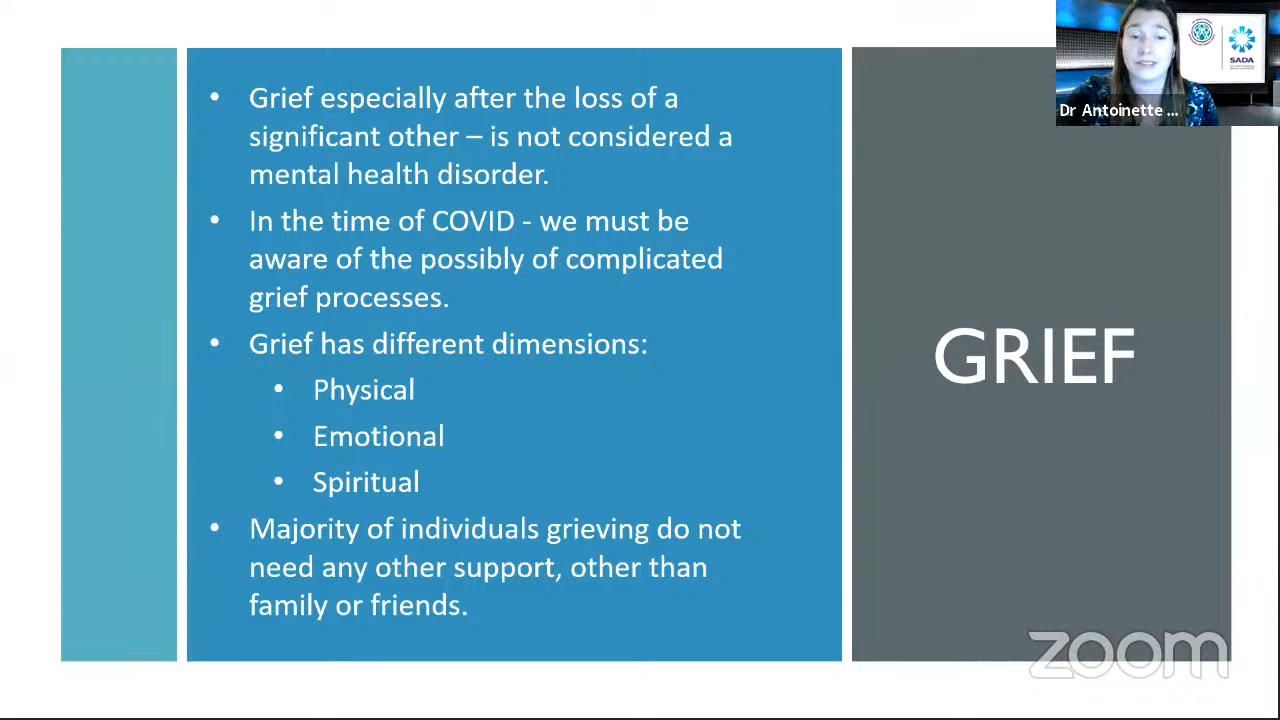 • Grief especially after the loss of a
significant other – is not considered a
mental health disorder.
• In the time of COVID - we must be
aware of the possibly of complicated
grief processes.
• Grief has different dimensions:
• Physical
• Emotional
• Spiritual
• Majority of individuals grieving do not
need any other support, other than
family or friends.
GRIEF
SADA
Dr Antoinette ...
zoom